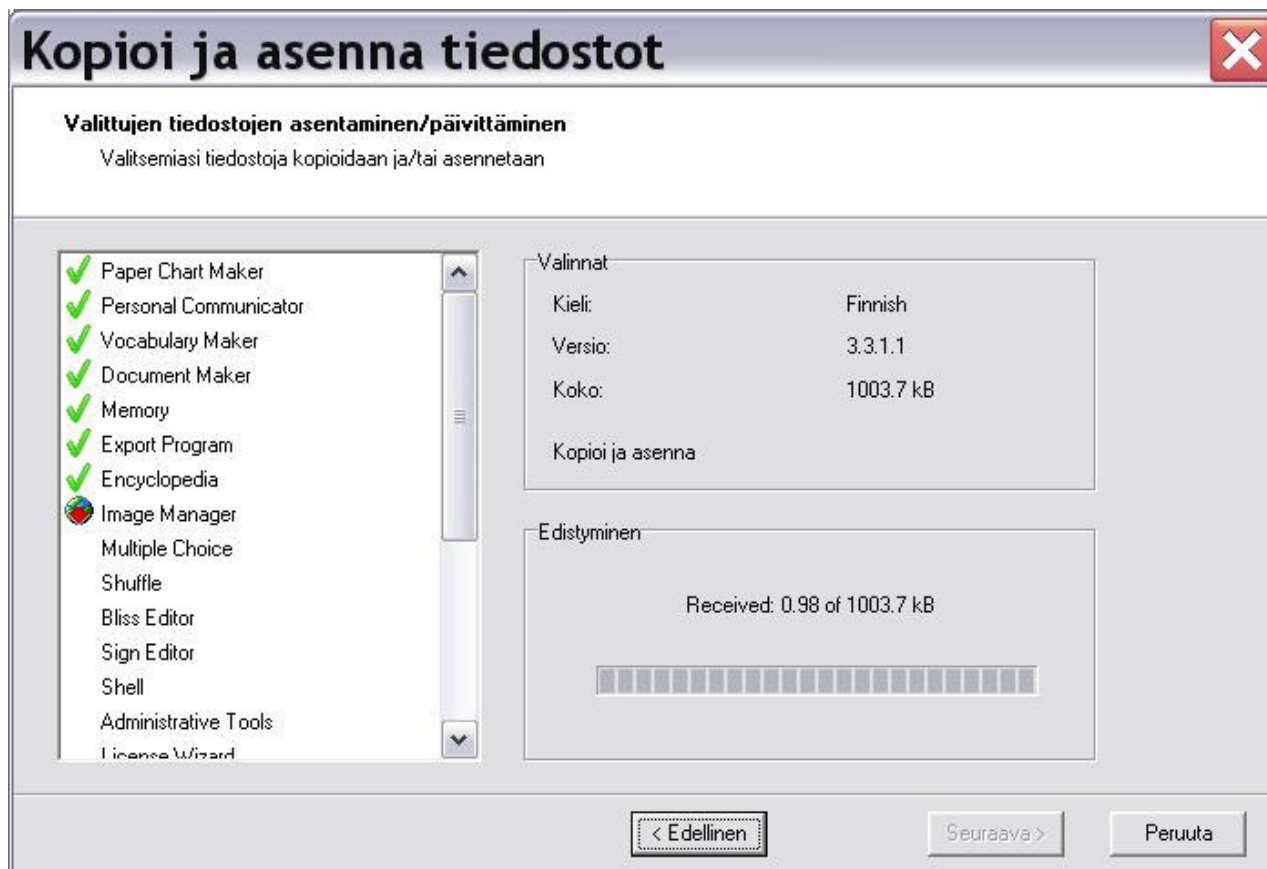 Kopioi ja asenna tiedostot
Valittujen tiedostojen asentaminen/päivittäminen
Valitsemiasi tiedostoja kopioidaan ja/tai asennetaan
Paper Chart Maker
Personal Communicator
Vocabulary Maker
Document Maker
Memory
Export Program
Encyclopedia
Image Manager
Multiple Choice
Shuffle
Bliss Editor
Sign Editor
Shell
Administrative Tools
License Wizard
Valinnat
Kieli: Finnish
Versio: 3.3.1.1
Koko: 1003.7 kB
Kopioi ja asenna
Edistyminen
Received: 0.98 of 1003.7 kB
< Edellinen
Seuraava >
Peruuta